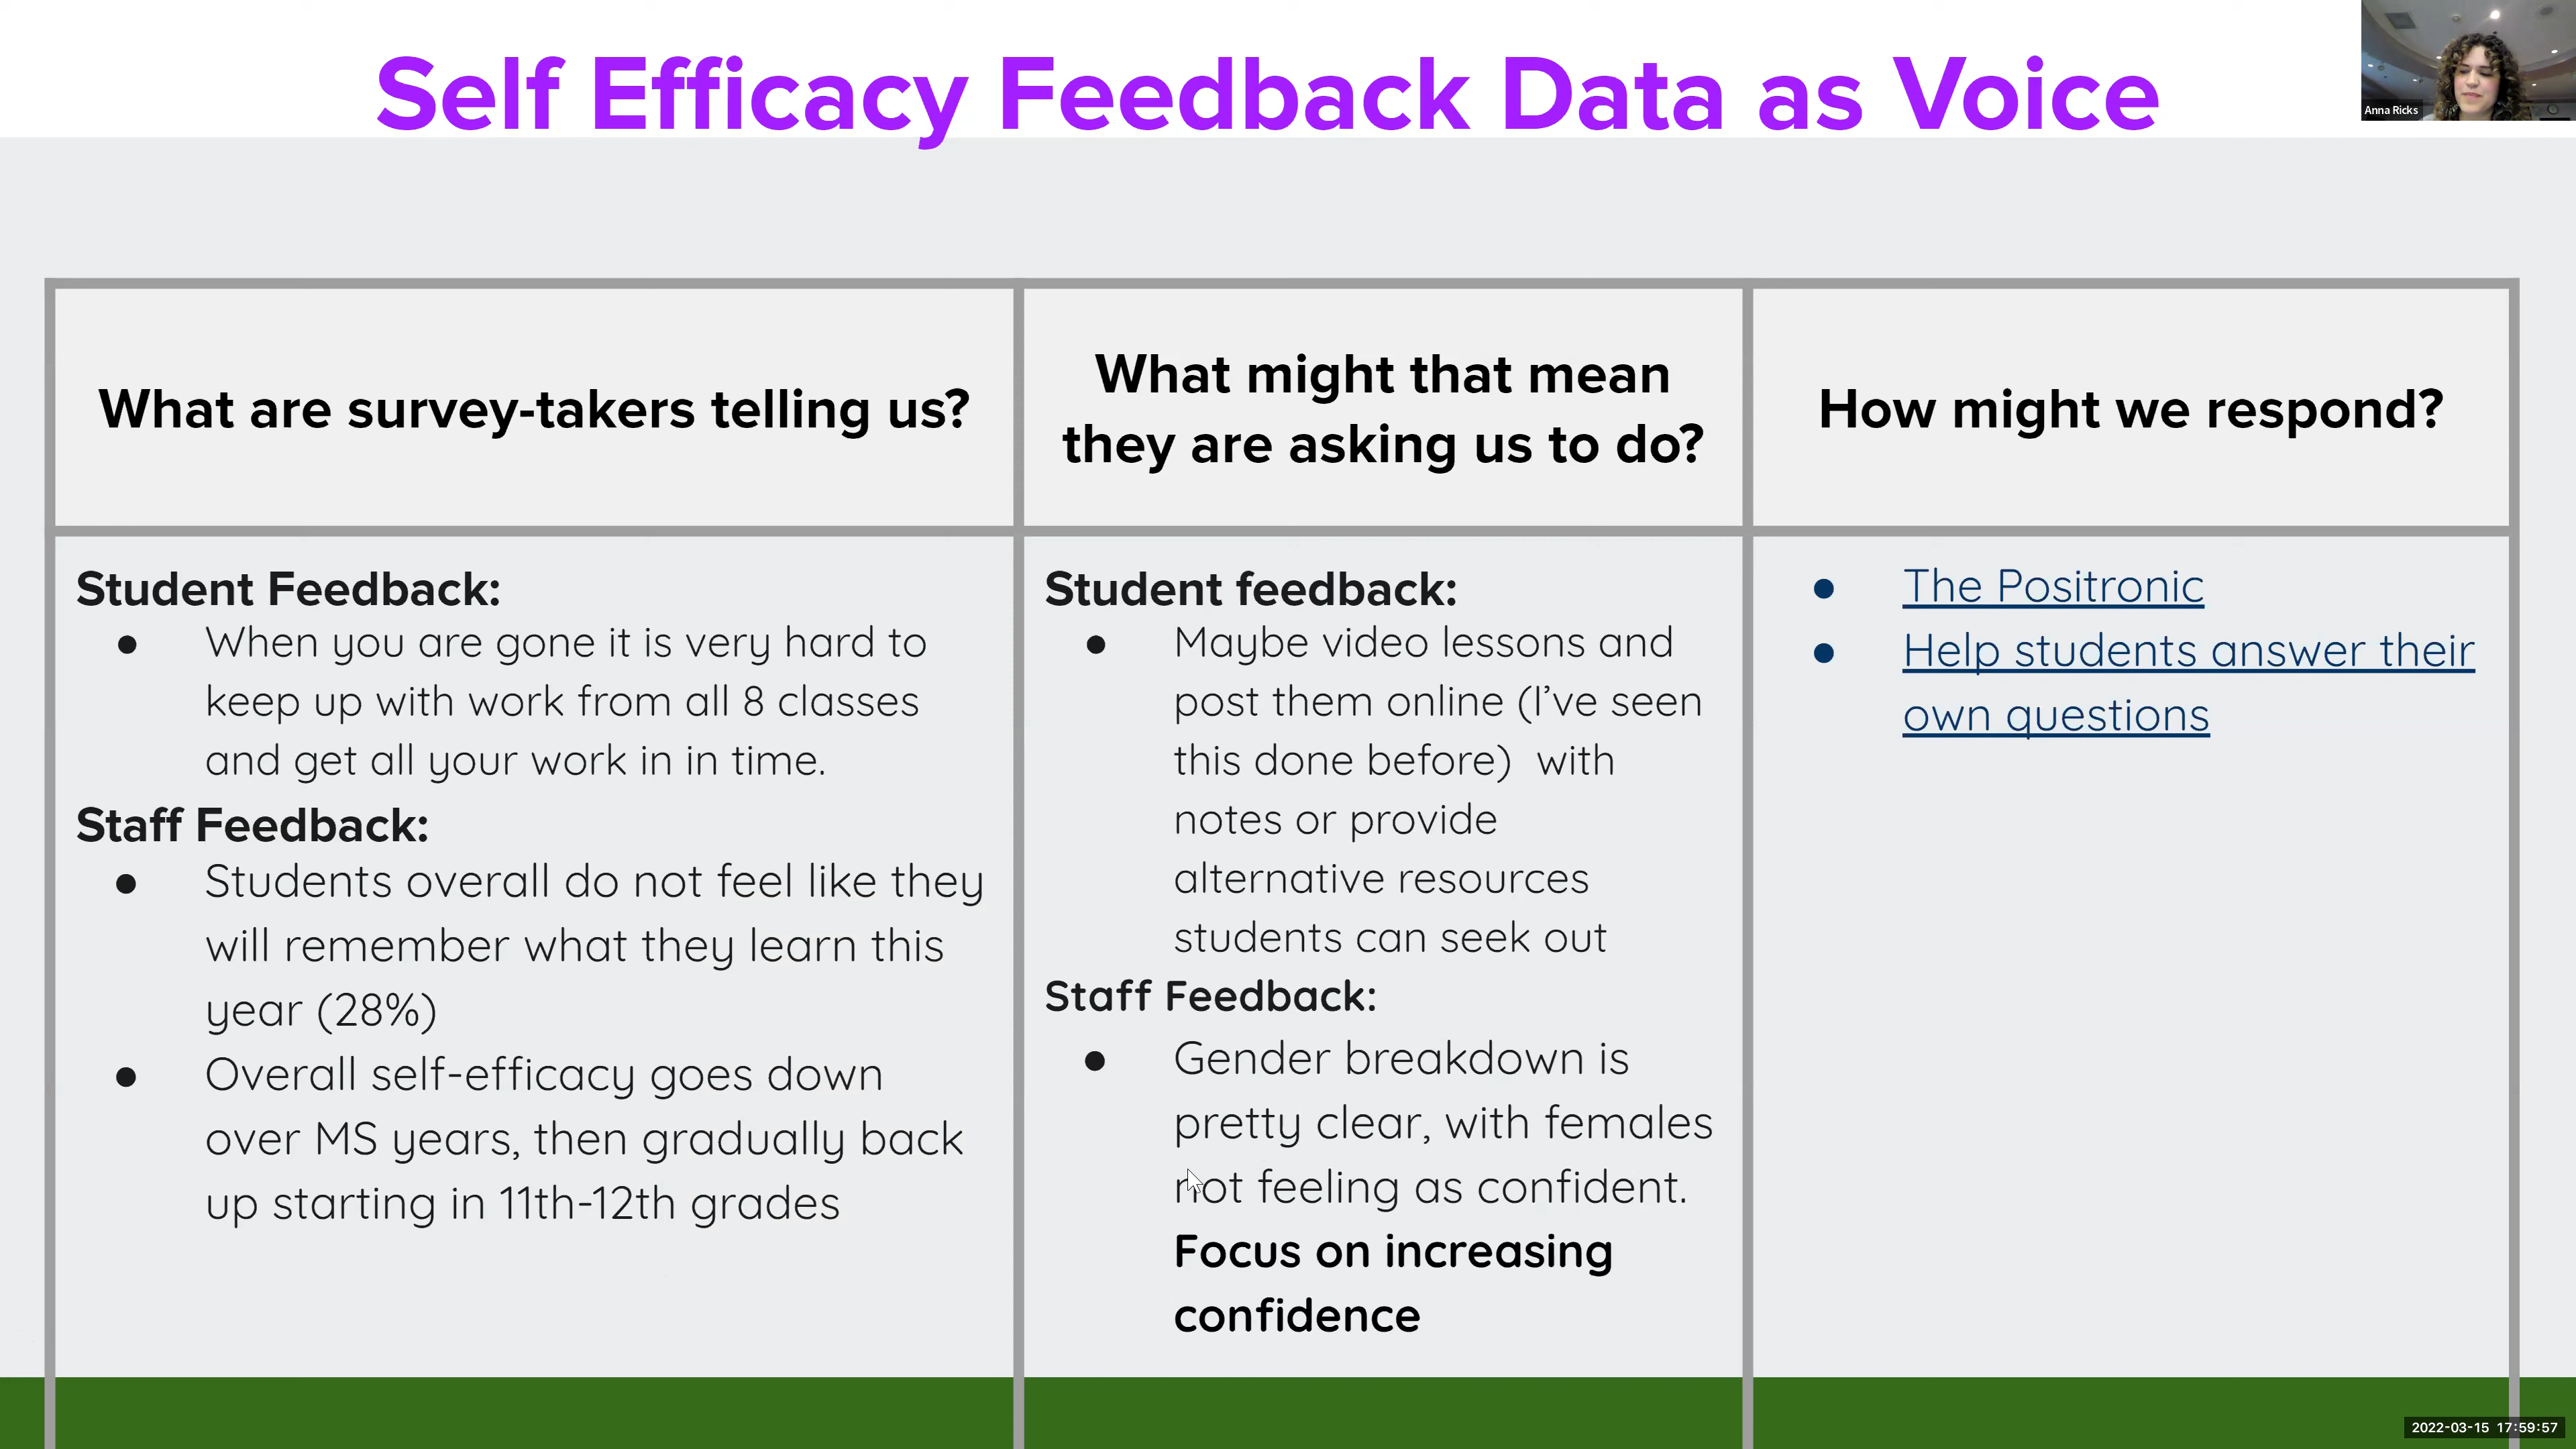 Self Efficacy Feedback Data as Voice
Anna Ricks
What are survey-takers telling us?
What might that mean
they are asking us to do?
How might we respond?
Student Feedback:
● When you are gone it is very hard to
keep up with work from all 8 classes
and get all your work in in time.
Staff Feedback:
● Students overall do not feel like they
will remember what they learn this
year (28%)
● Overall self-efficacy goes down
over MS years, then gradually back
up starting in 11th-12th grades
Student feedback:
● Maybe video lessons and
post them online (I’ve seen
this done before)  with
notes or provide
alternative resources
students can seek out
Staff Feedback:
● Gender breakdown is
pretty clear, with females
not feeling as confident.
Focus on increasing
confidence
● The Positronic
● Help students answer their
own questions
2022-03-15 17:59:57